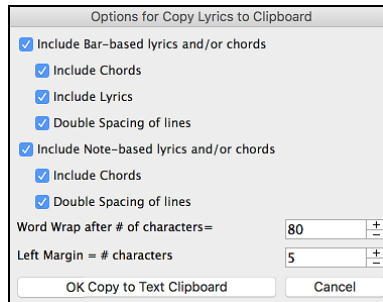 Options for Copy Lyrics to Clipboard
Include Bar-based lyrics and/or chords
Include Chords
Include Lyrics
Double Spacing of lines
Include Note-based lyrics and/or chords
Include Chords
Double Spacing of lines
Word Wrap after # of characters= 80 + −
Left Margin = # characters 5 + −
OK Copy to Text Clipboard Cancel